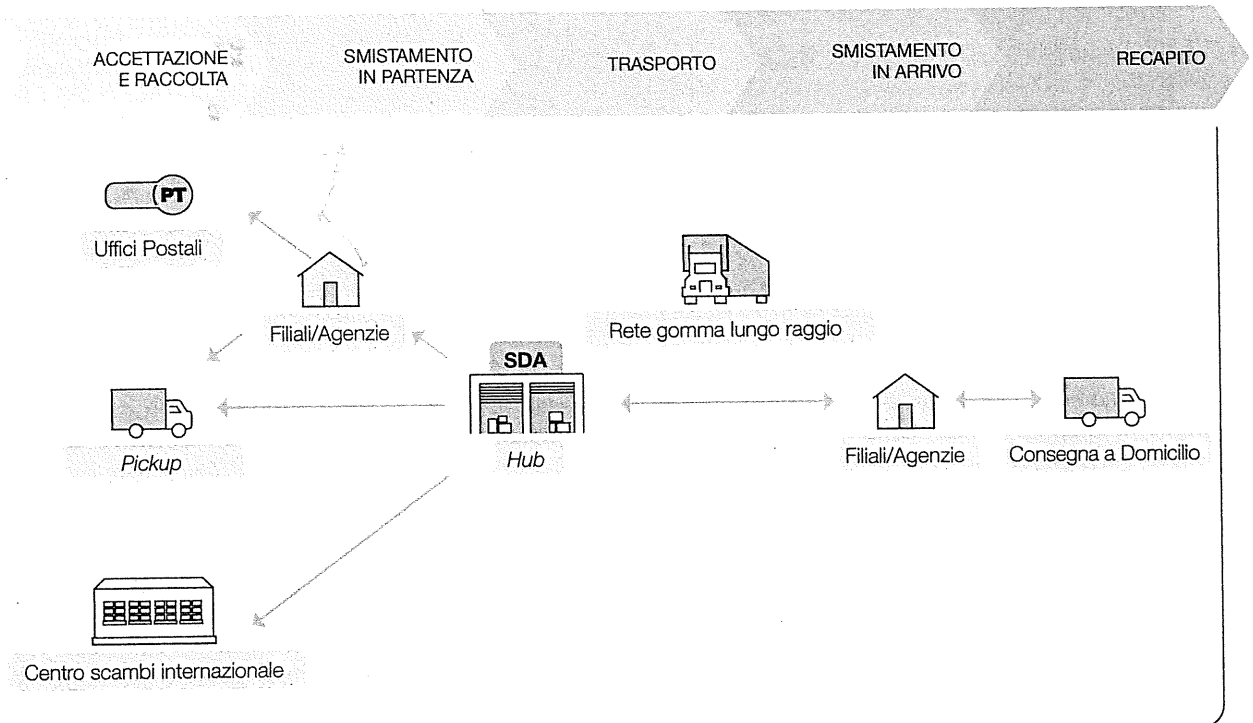 ACCETTAZIONE
E RACCOLTA
SMISTAMENTO
IN PARTENZA
TRASPORTO
SMISTAMENTO
IN ARRIVO
RECAPITO
PT
Uffici Postali
Filiali/Agenzie
Rete gomma lungo raggio
SDA
Pickup
Hub
Filiali/Agenzie
Consegna a Domicilio
Centro scambi internazionale